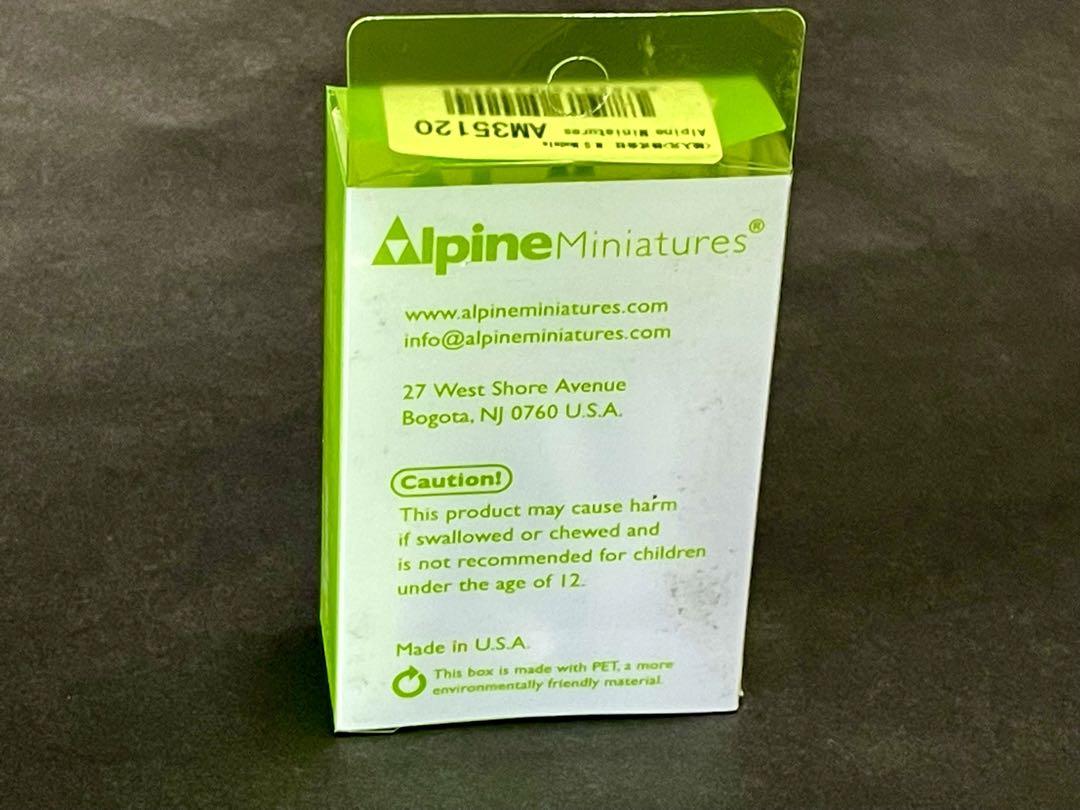 AM35120
Alpine Miniatures
M S Models
AlpineMiniatures®
www.alpineminiatures.com
info@alpineminiatures.com
27 West Shore Avenue
Bogota, NJ 0760 U.S.A.
Caution!
This product may cause harm
if swallowed or chewed and
is not recommended for children
under the age of 12.
Made in U.S.A.
This box is made with PET, a more
environmentally friendly material.